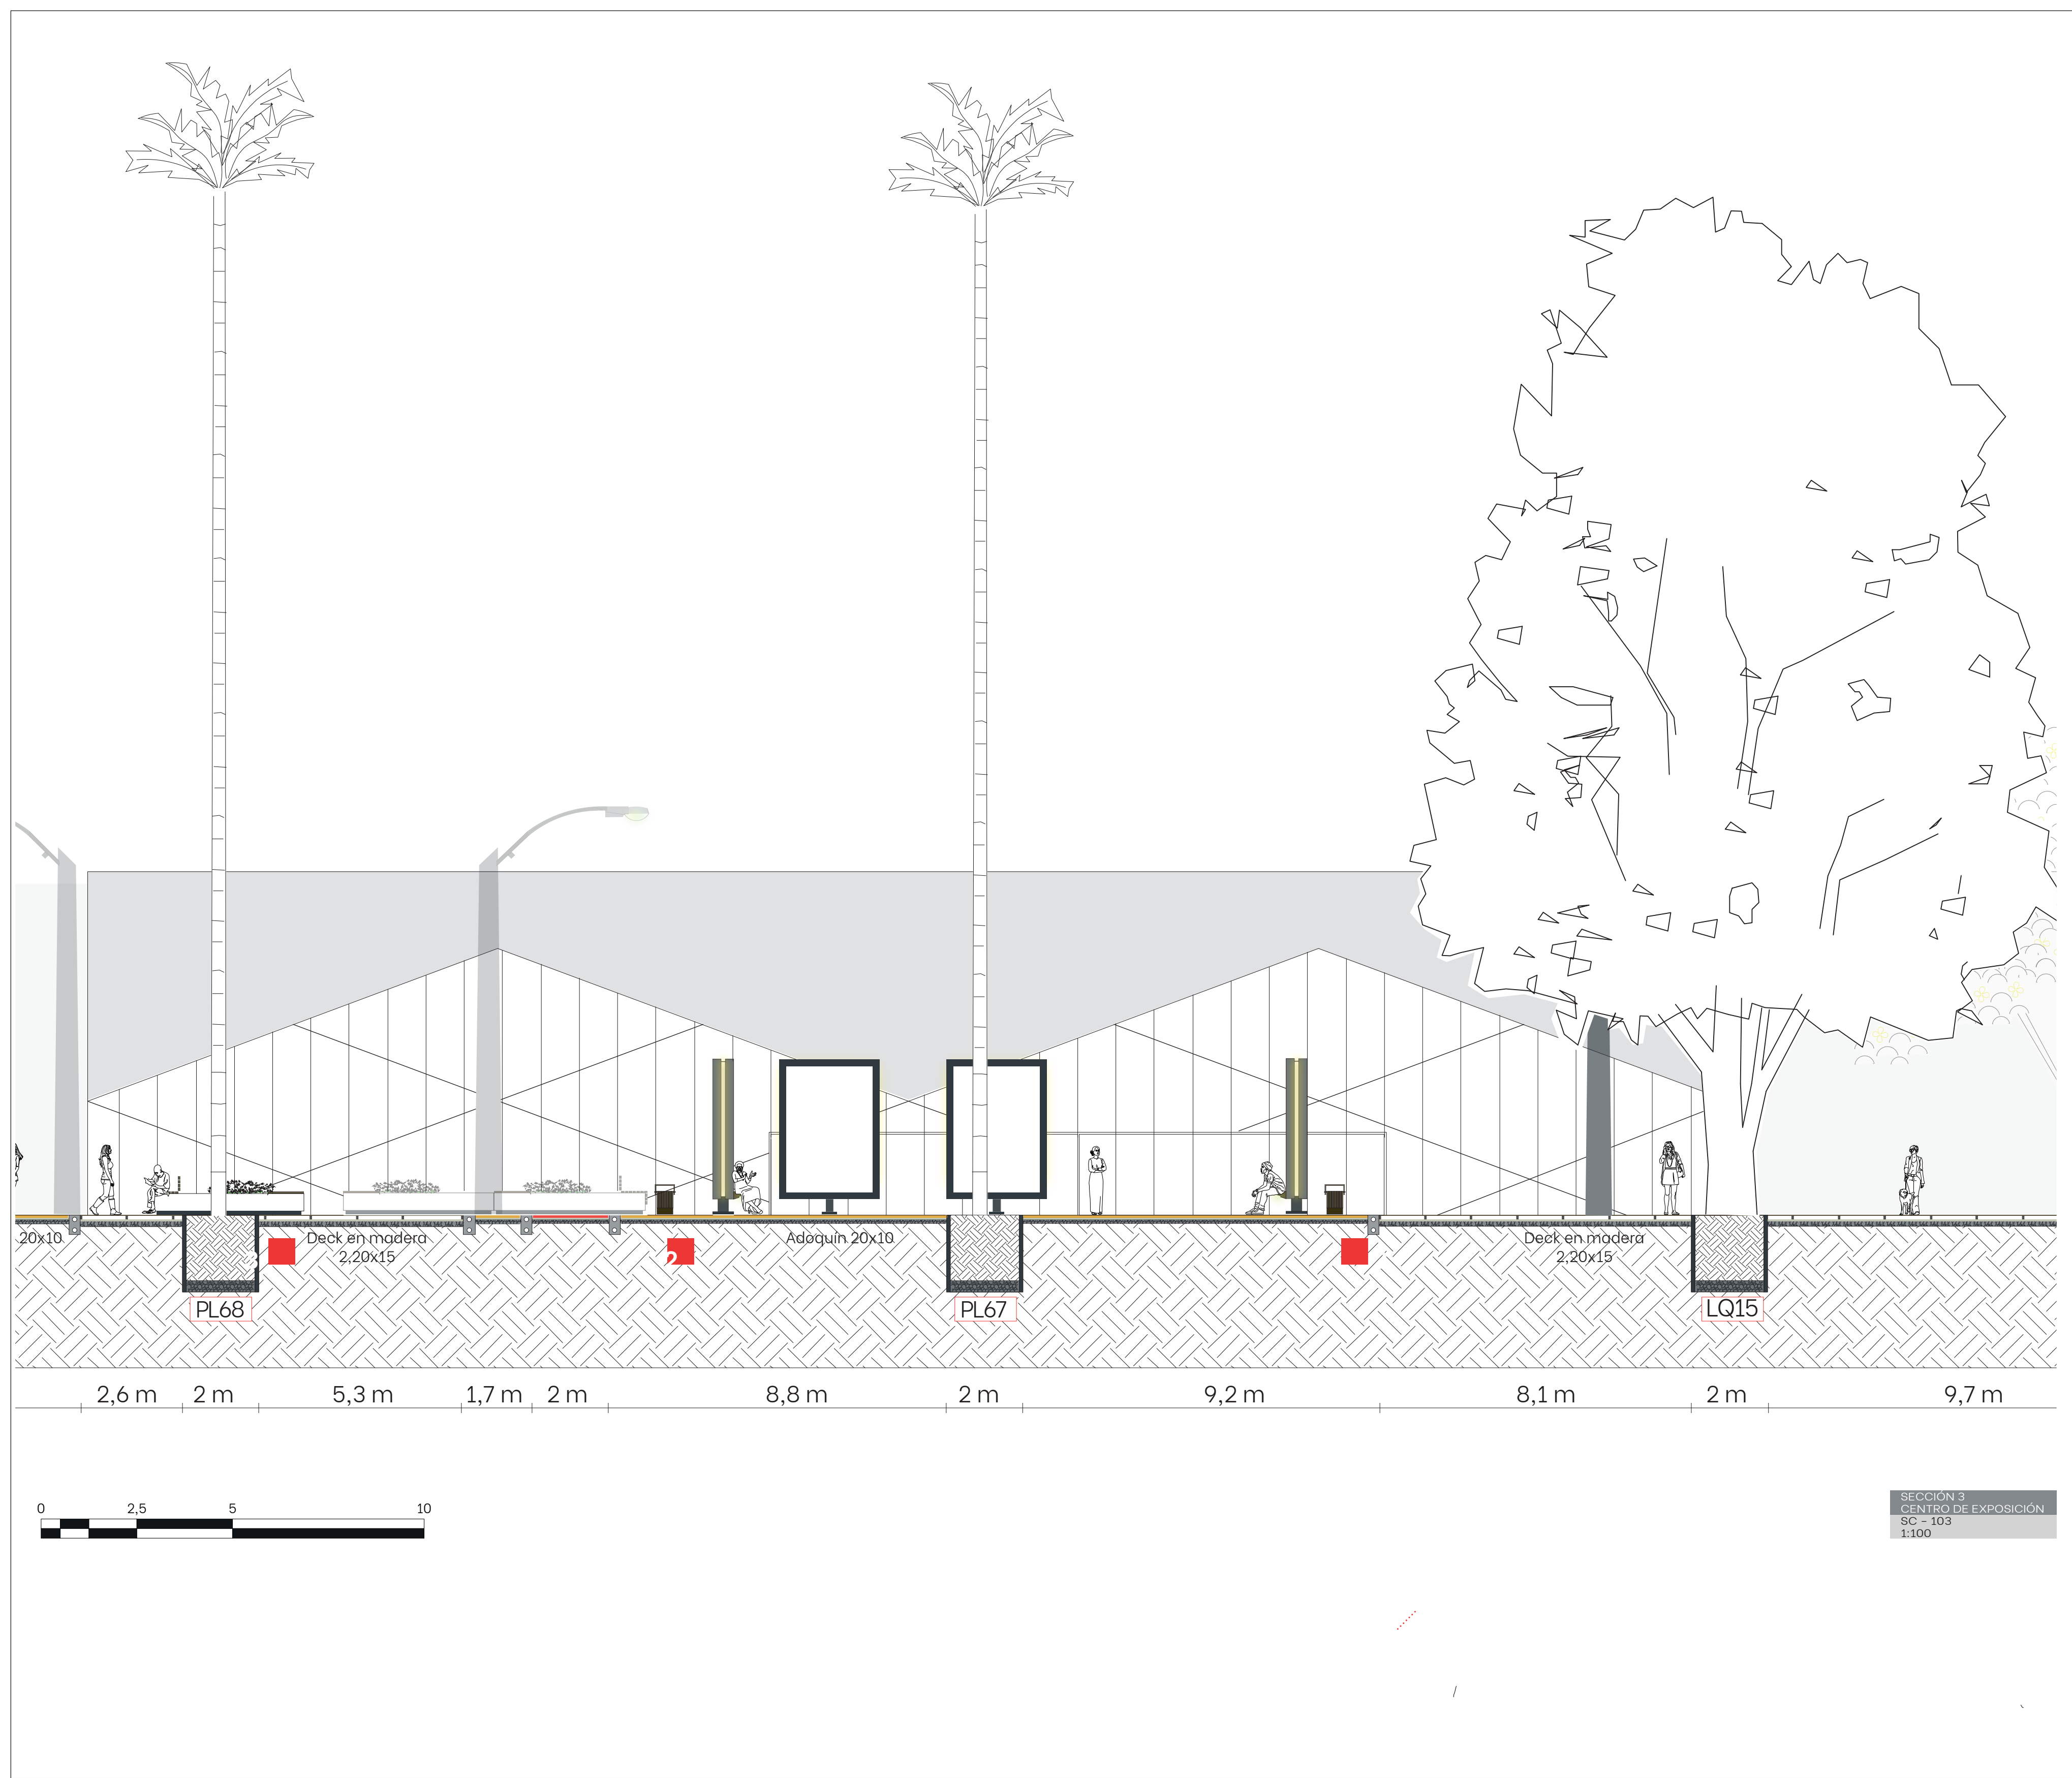 20x10
Deck en madera
2,20x15
2
Adoquín 20x10
Deck en madera
2,20x15
PL68
PL67
LQ15
2,6 m
2 m
5,3 m
1,7 m
2 m
8,8 m
2 m
9,2 m
8,1 m
2 m
9,7 m
0
2,5
5
10
SECCIÓN 3
CENTRO DE EXPOSICIÓN
SC - 103
1:100